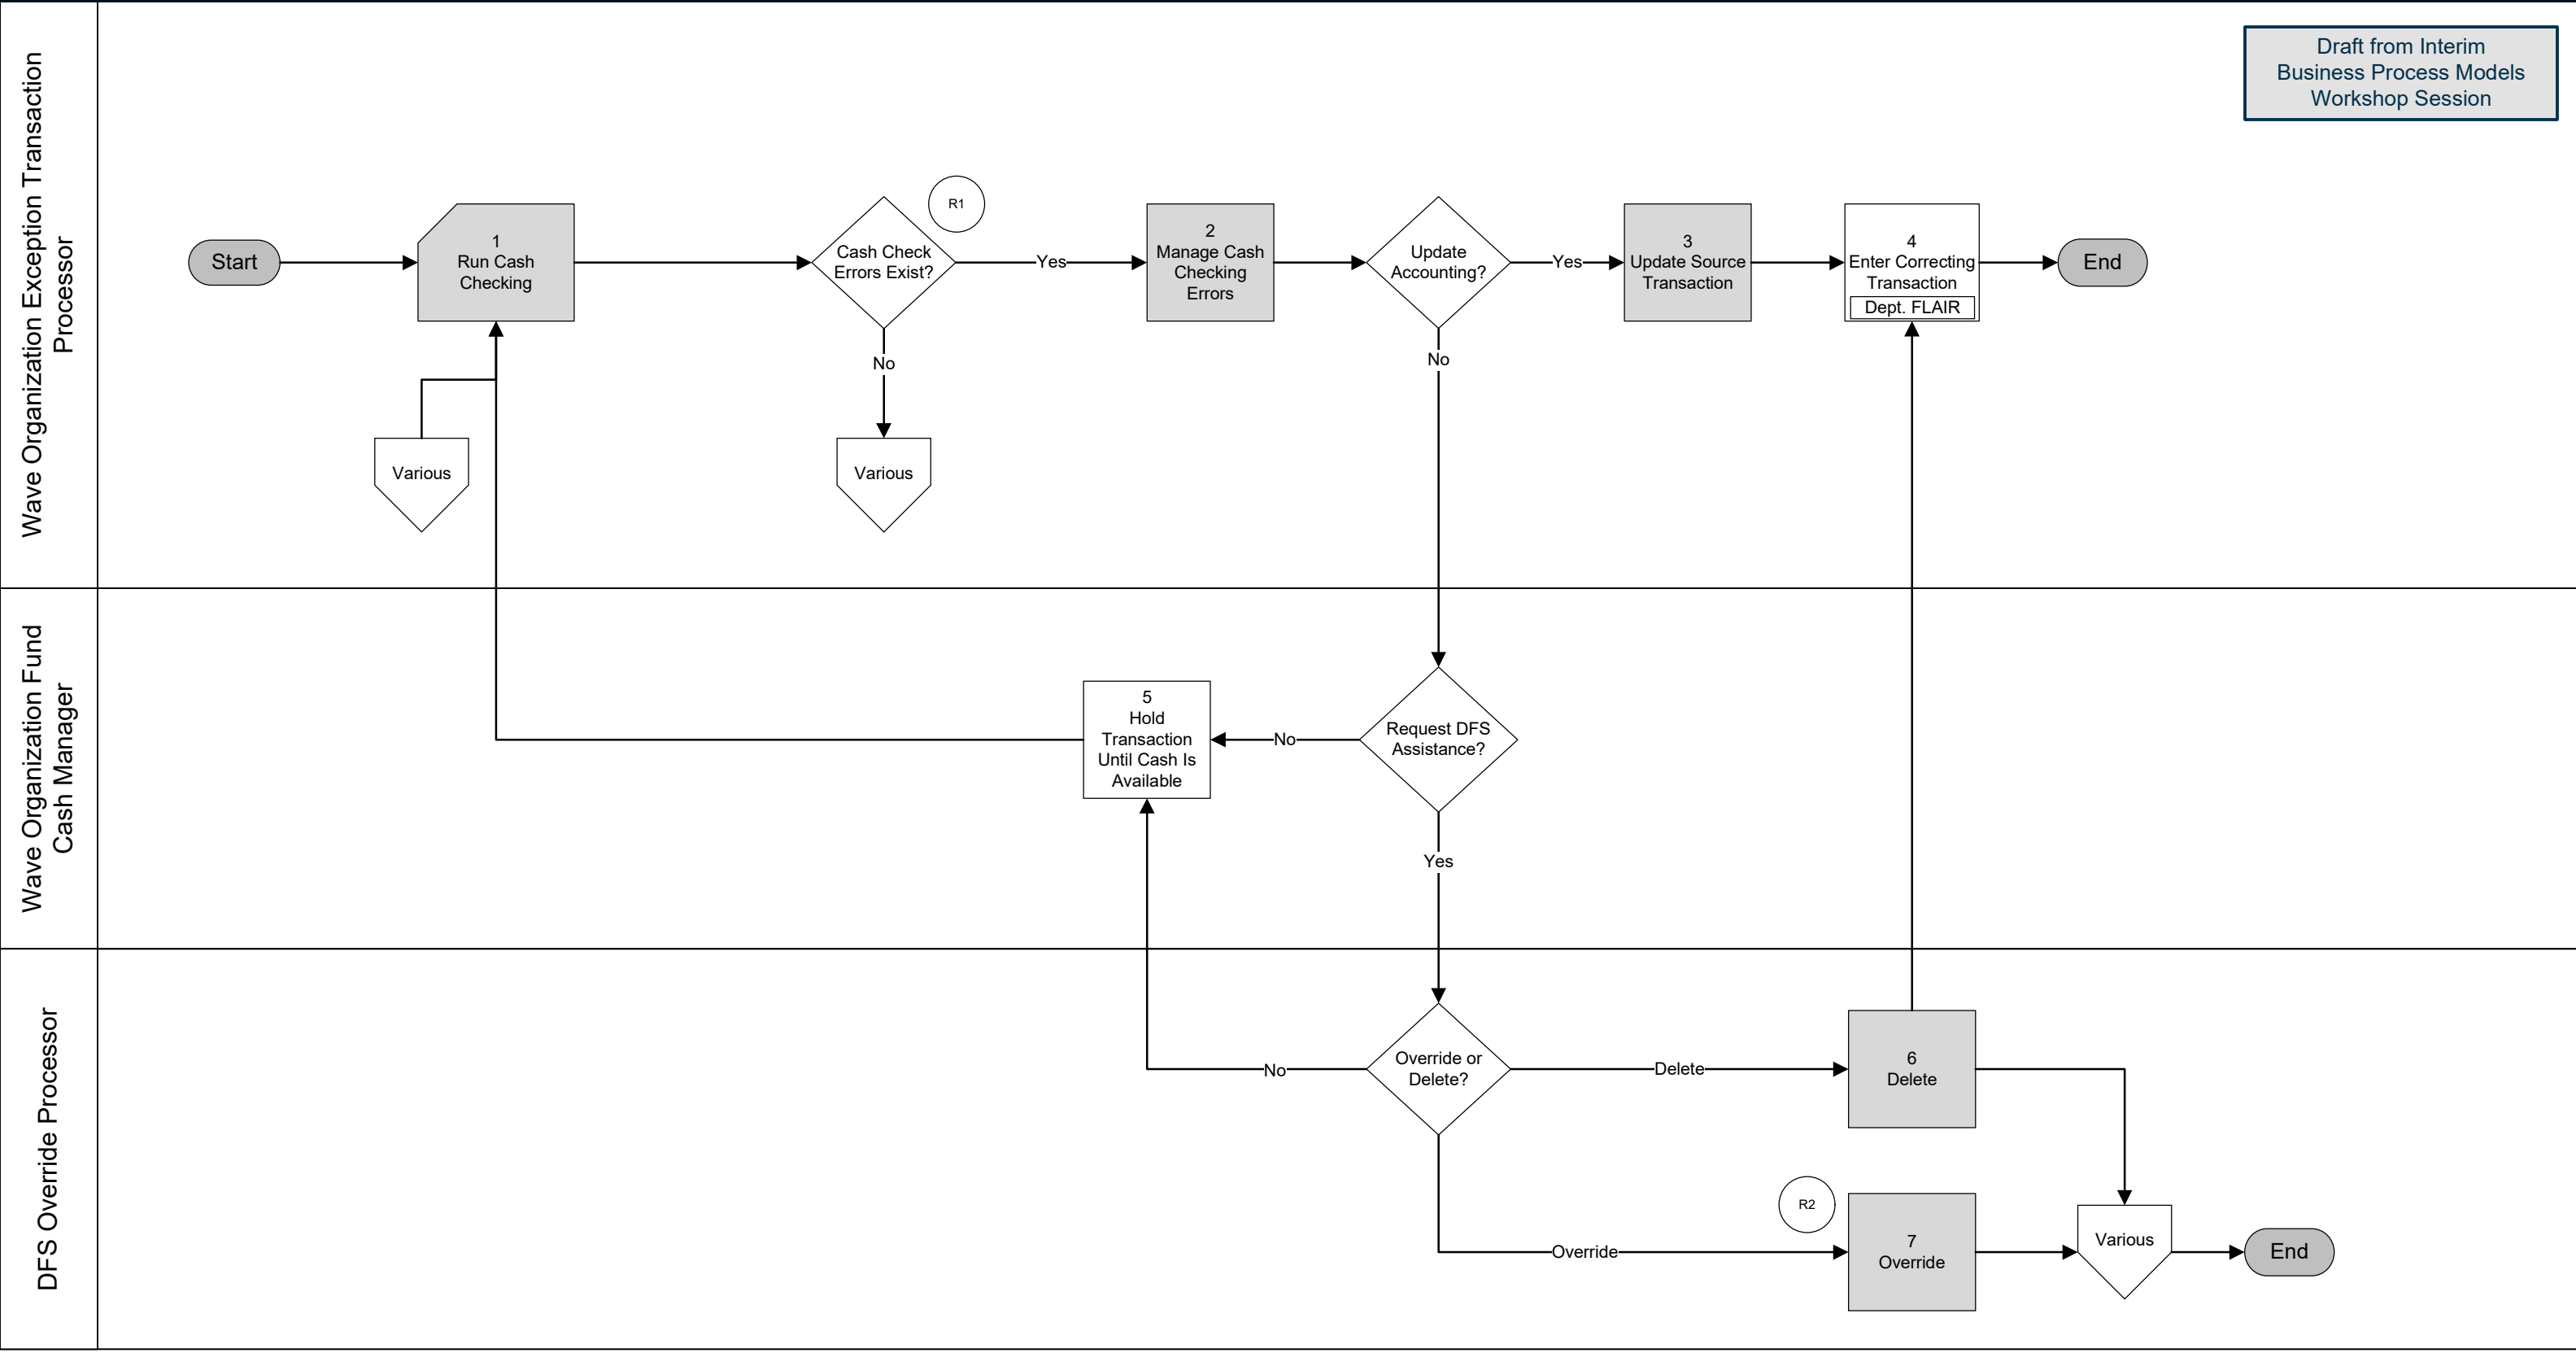 Draft from Interim
Business Process Models
Workshop Session
Wave Organization Exception Transaction
Processor
Start
1
Run Cash
Checking
Cash Check
Errors Exist?
R1
Yes
2
Manage Cash
Checking
Errors
Update
Accounting?
Yes
3
Update Source
Transaction
4
Enter Correcting
Transaction
Dept. FLAIR
End
No
No
Various
Various
Wave Organization Fund
Cash Manager
5
Hold
Transaction
Until Cash Is
Available
No
Request DFS
Assistance?
Yes
DFS Override Processor
No
Override or
Delete?
Delete
6
Delete
Override
R2
7
Override
Various
End